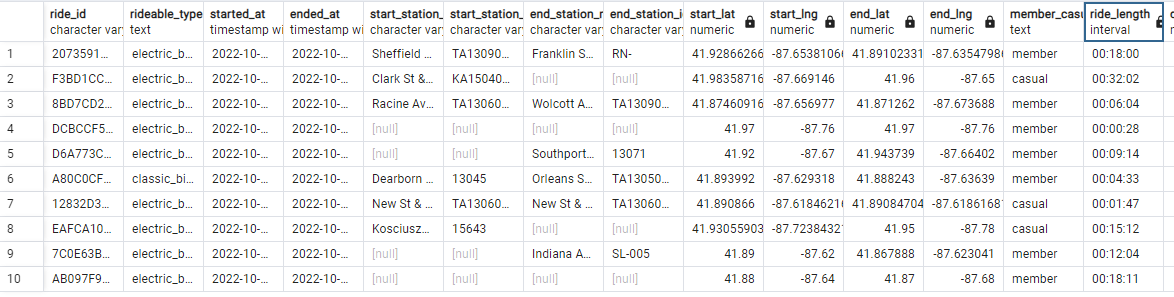 ride_id rideable_type started_at ended_at start_station_ start_station_ end_station_n end_station_i start_lat start_lng end_lat end_lng member_casu ride_length
character vary text timestamp wi timestamp wi character vary character vary character vary character vary numeric numeric numeric numeric text interval
1 2073591... electric_b... 2022-10-... 2022-10-... Sheffield ... TA13090... Franklin S... RN- 41.92866266 -87.6538106 41.89102331 -87.6354798 member 00:18:00
2 F3BD1CC... electric_b... 2022-10-... 2022-10-... Clark St &... KA15040... [null] [null] 41.98358716 -87.669146 41.96 -87.65 casual 00:32:02
3 8BD7CD2... electric_b... 2022-10-... 2022-10-... Racine Av... TA13060... Wolcott A... TA13090... 41.87460916 -87.656977 41.871262 -87.673688 member 00:06:04
4 DCBCCF5... electric_b... 2022-10-... 2022-10-... [null] [null] [null] [null] 41.97 -87.76 41.97 -87.76 member 00:00:28
5 D6A773C... electric_b... 2022-10-... 2022-10-... [null] [null] Southport... 13071 41.92 -87.67 41.943739 -87.66402 member 00:09:14
6 A80C0CF... classic_bi... 2022-10-... 2022-10-... Dearborn ... 13045 Orleans S... TA13050... 41.893992 -87.629318 41.888243 -87.63639 member 00:04:33
7 12832D3... electric_b... 2022-10-... 2022-10-... New St & ... TA13060... New St & ... TA13060... 41.890866 -87.6184621 41.89084704 -87.6186168 casual 00:01:47
8 EAFCA10... electric_b... 2022-10-... 2022-10-... Kosciusz... 15643 [null] [null] 41.93055903 -87.7238432 41.95 -87.78 casual 00:15:12
9 7C0E63B... electric_b... 2022-10-... 2022-10-... [null] [null] Indiana A... SL-005 41.89 -87.62 41.867888 -87.623041 member 00:12:04
10 AB097F9... electric_b... 2022-10-... 2022-10-... [null] [null] [null] [null] 41.88 -87.64 41.87 -87.68 member 00:18:11